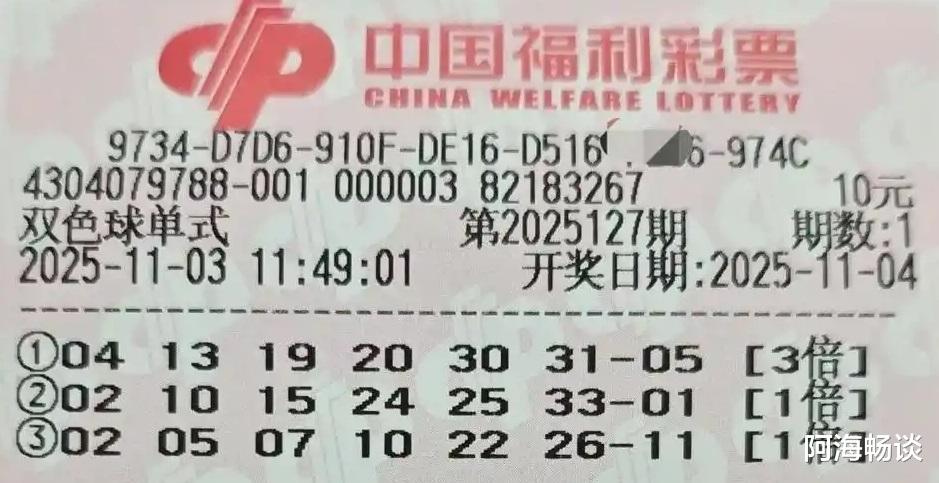 中国福利彩票
CHINA WELFARE LOTTERY
9734-D7D6-910F-DE16-D516 6-974C
4304079788-001 000003 82183267 10元
双色球单式 第2025127期 期数:1
2025-11-03 11:49:01 开奖日期:2025-11-04
①04 13 19 20 30 31-05 [3倍]
②02 10 15 24 25 33-01 [1倍]
③02 05 07 10 22 26-11 [1倍]
阿海畅谈